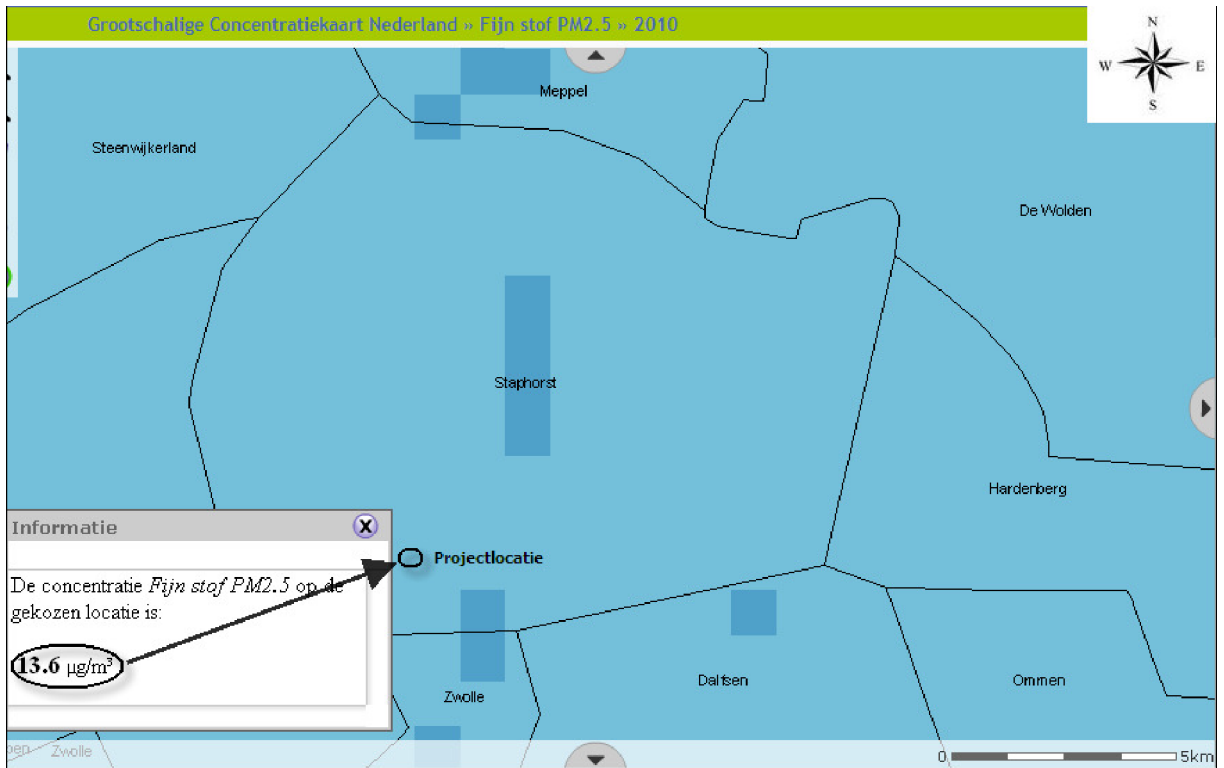 Grootschalige Concentratiekaart Nederland » Fijn stof PM2.5 » 2010
N
W
E
S
Meppel
Steenwijkerland
De Wolden
Staphorst
Hardenberg
Informatie
X
Projectlocatie
De concentratie Fijn stof PM2.5 op de
gekozen locatie is:
13.6 µg/m³
Dalfsen
Ommen
Zwolle
Zwolle
0
5km